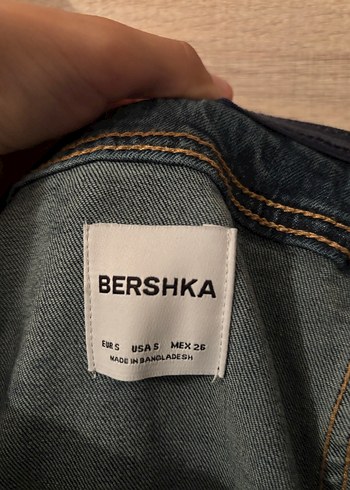 BERSHKA
EUR S USA S MEX 26
MADE IN BANGLADESH